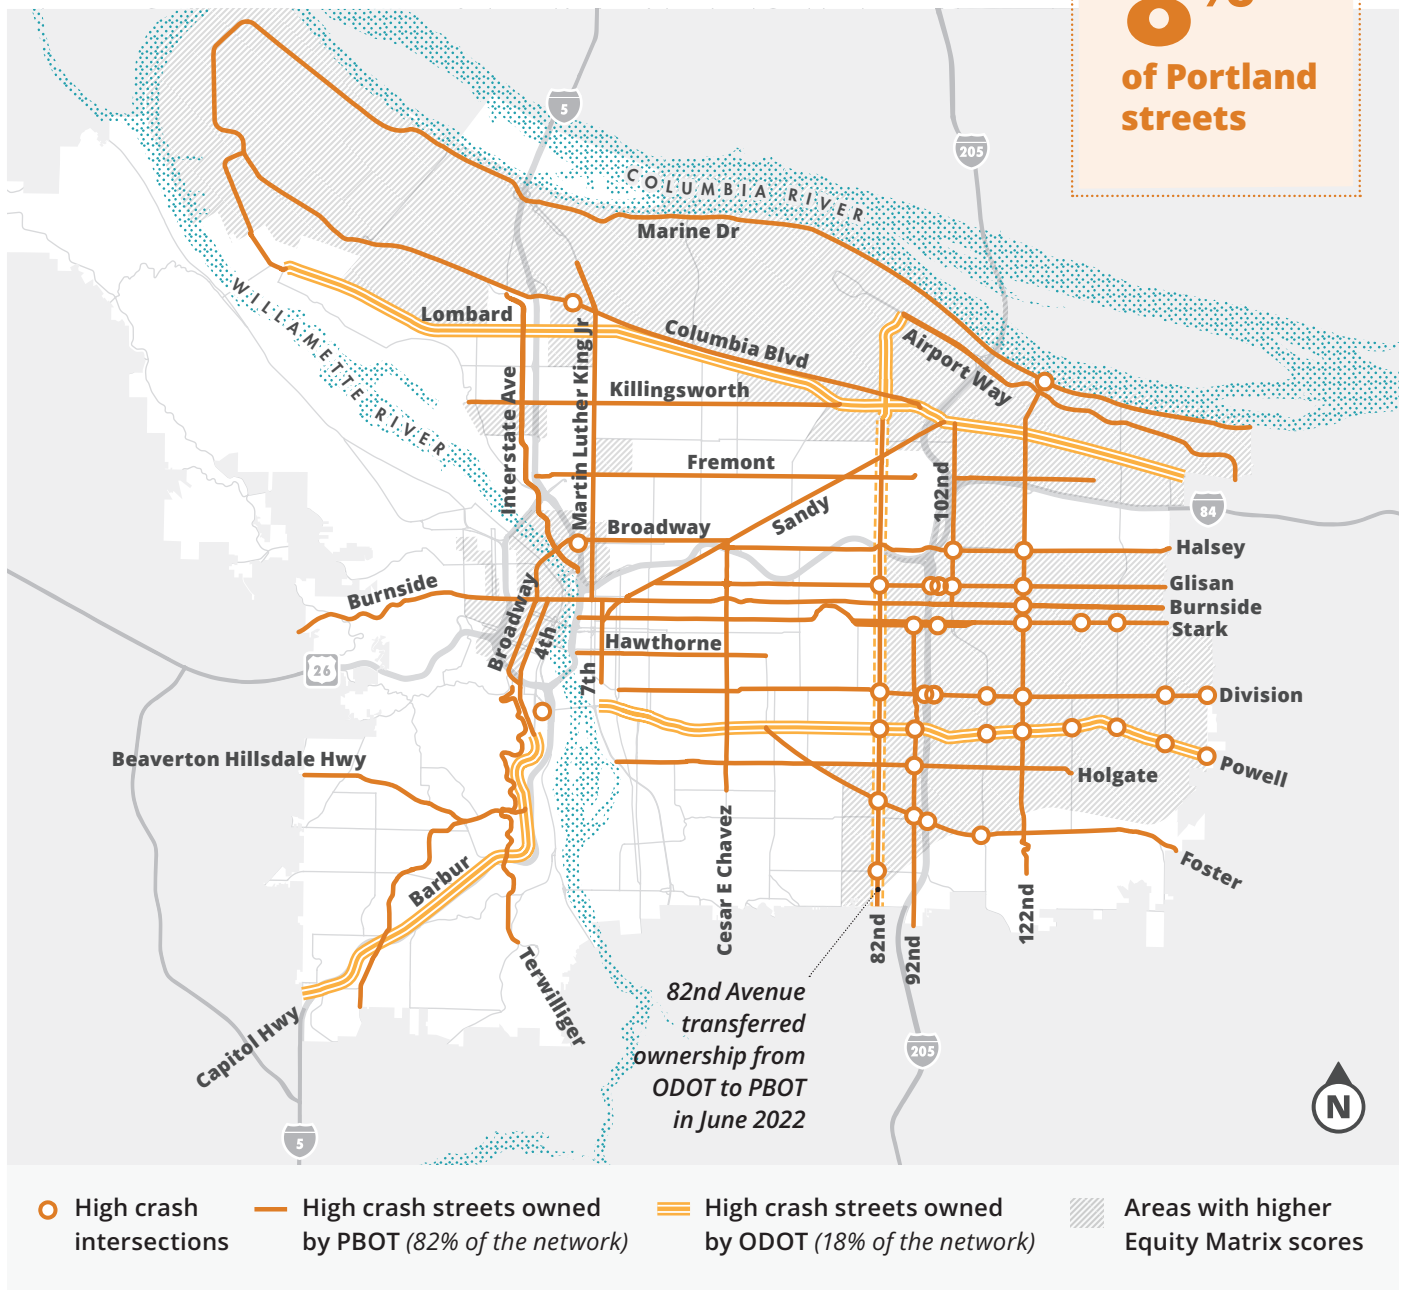 8%
of Portland
streets
5
205
COLUMBIA RIVER
Marine Dr
WILLAMETTE RIVER
Lombard
Columbia Blvd
Airport Way
Killingsworth
Interstate Ave
Martin Luther King Jr
Fremont
102nd
Sandy
84
Broadway
Halsey
Glisan
Burnside
Burnside
Stark
Broadway
4th
7th
Hawthorne
26
Division
Beaverton Hillsdale Hwy
Powell
Holgate
Barbur
Cesar E Chavez
Foster
82nd
92nd
122nd
Terwilliger
Capitol Hwy
82nd Avenue
transferred
ownership from
ODOT to PBOT
in June 2022
205
N
5
High crash
intersections
High crash streets owned
by PBOT (82% of the network)
High crash streets owned
by ODOT (18% of the network)
Areas with higher
Equity Matrix scores